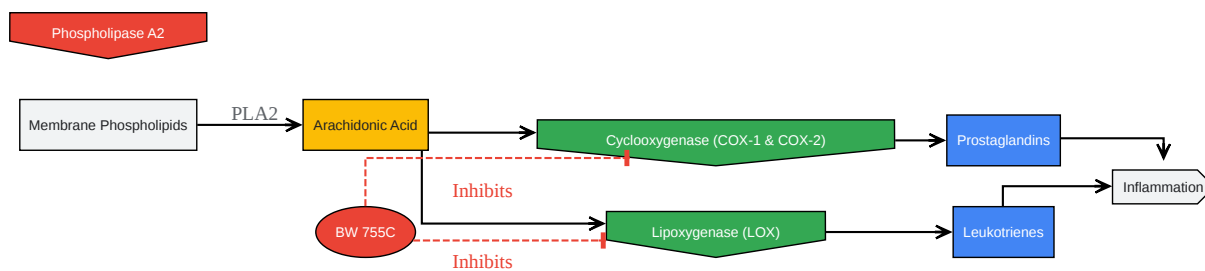 Phospholipase A2
PLA2
Membrane Phospholipids
Arachidonic Acid
Cyclooxygenase (COX-1 & COX-2)
Prostaglandins
Inhibits
Inflammation
BW 755C
Lipoxygenase (LOX)
Leukotrienes
Inhibits